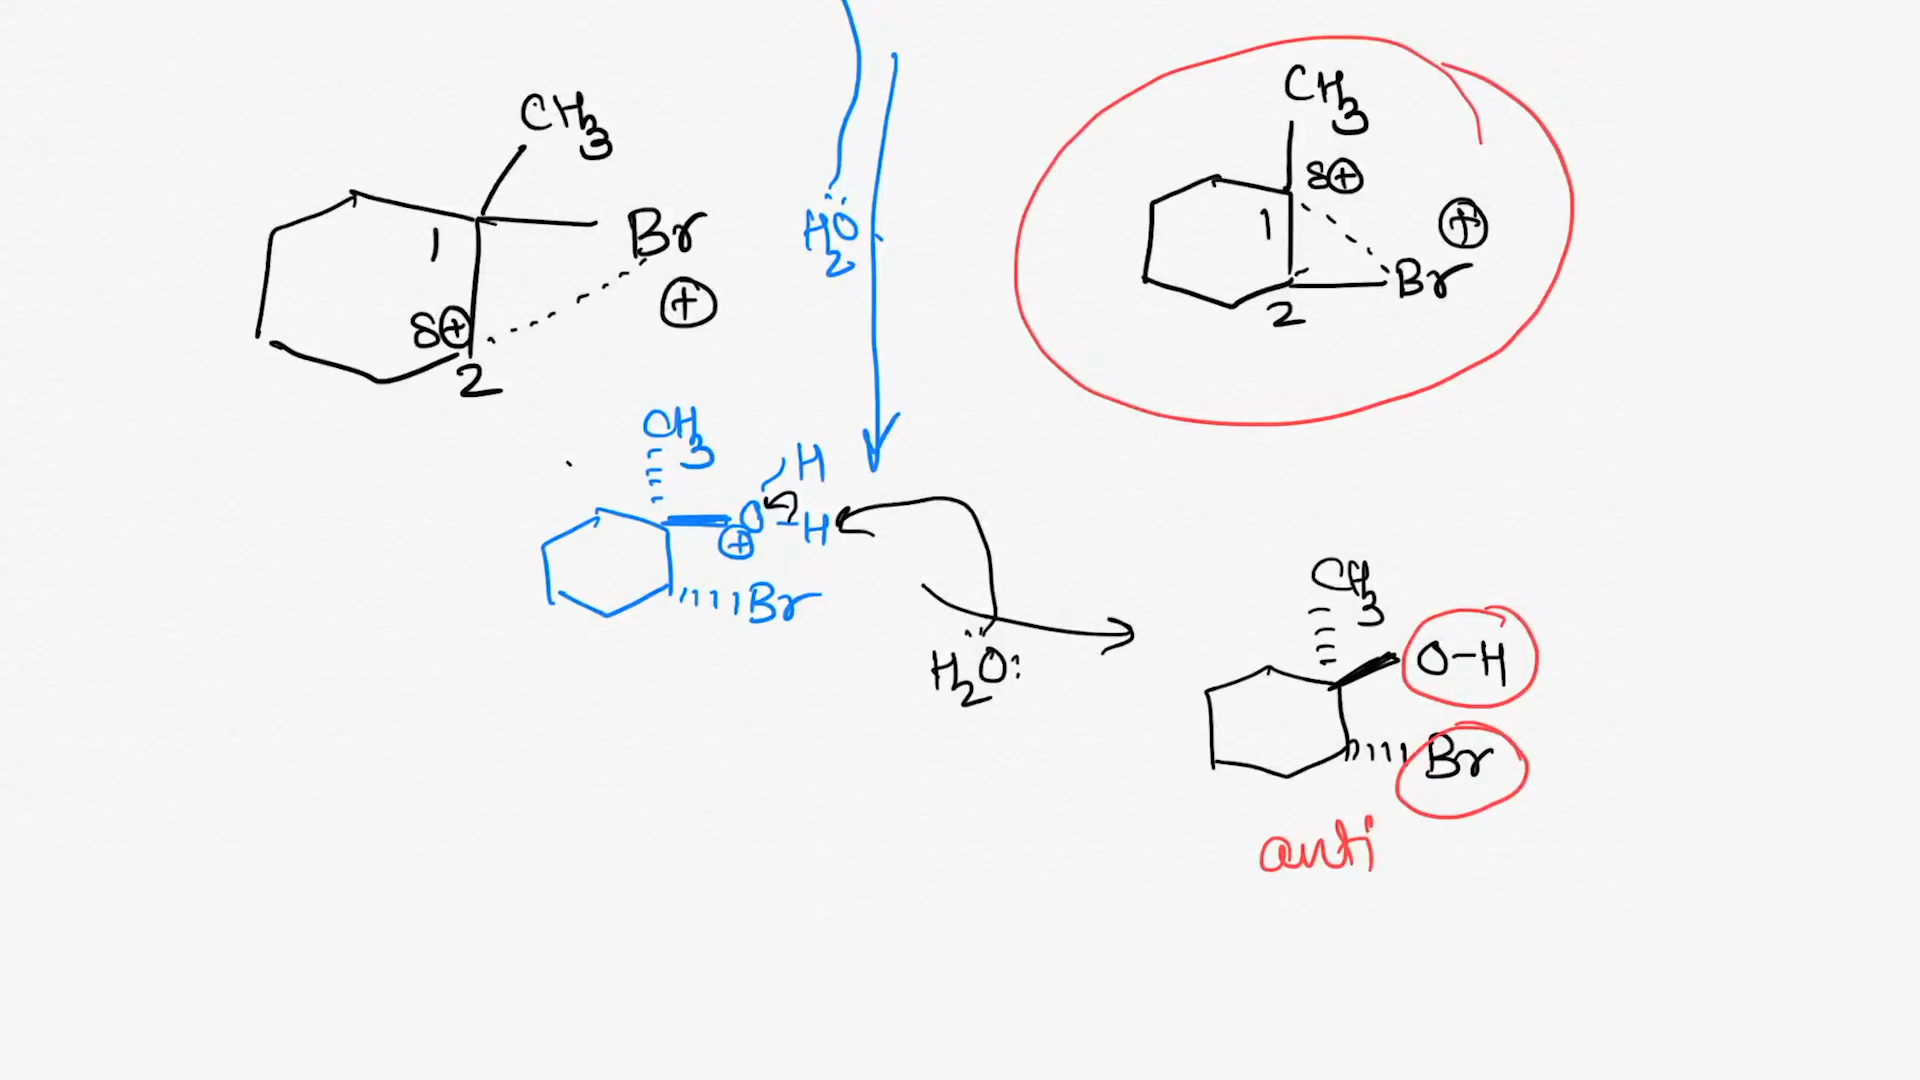 CH3
1
Br
δ⊕
⊕
2
H2O
CH3
δ⊕
1
⊕
Br
2
CH3
H
O
H
⊕
Br
H2O:
CH3
O-H
Br
anti